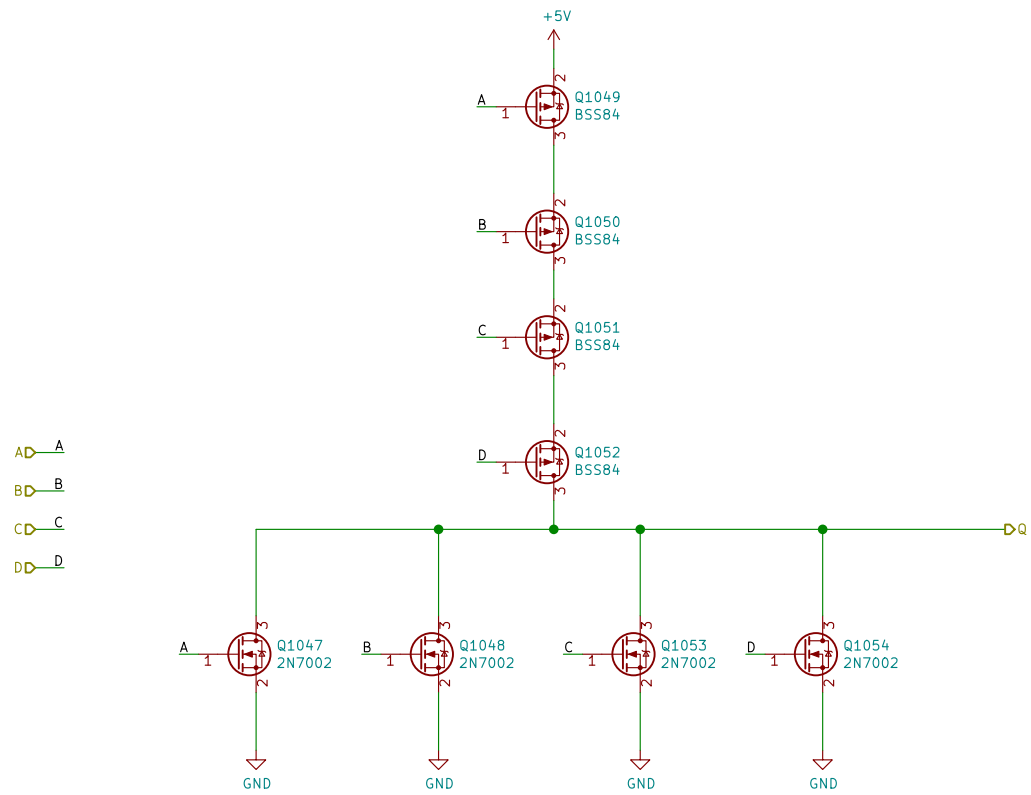 +5V
2
A
1
Q1049
BSS84
3
2
B
1
Q1050
BSS84
3
2
C
1
Q1051
BSS84
3
2
D
1
Q1052
BSS84
3
A A
B B
C C
D D
Q
3
A
1
Q1047
2N7002
2
GND
3
B
1
Q1048
2N7002
2
GND
3
C
1
Q1053
2N7002
2
GND
3
D
1
Q1054
2N7002
2
GND